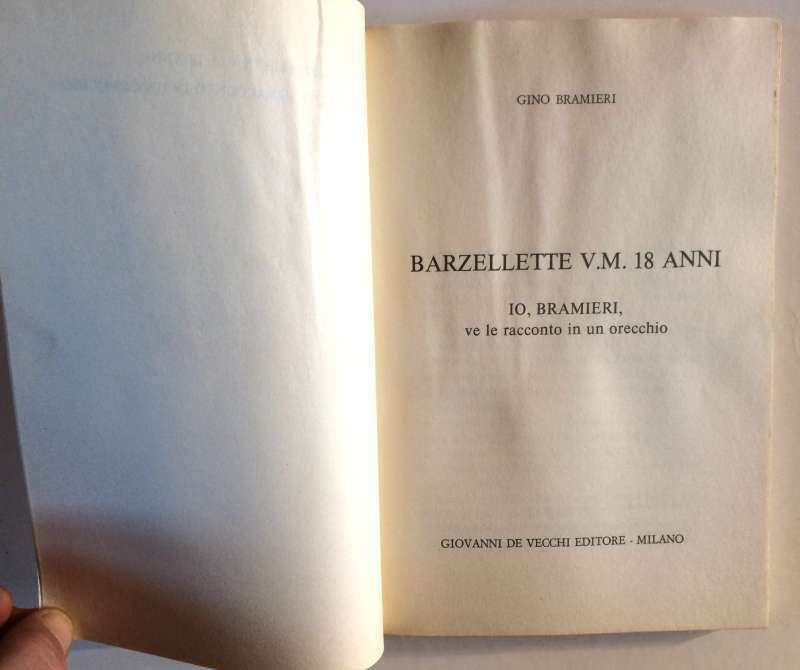 GINO BRAMIERI
BARZELLETTE V.M. 18 ANNI
IO, BRAMIERI,
ve le racconto in un orecchio
GIOVANNI DE VECCHI EDITORE - MILANO